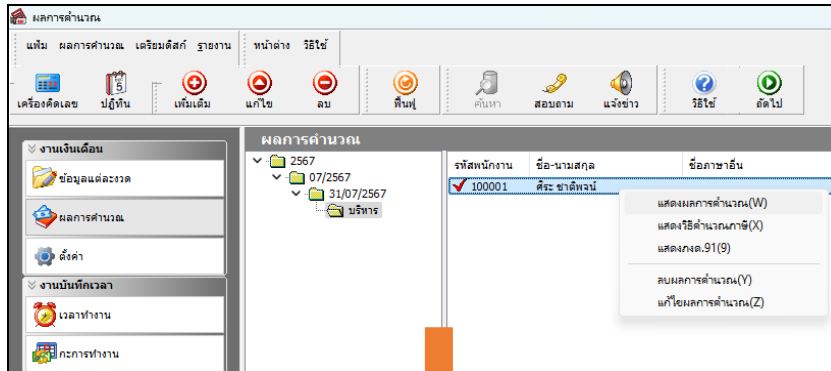 ผลการคำนวณ
แฟ้ม ผลการคำนวณ เตรียมดิสก์ รายงาน หน้าต่าง วิธีใช้
5
เครื่องคิดเลข ปฏิทิน เพิ่มเติม แก้ไข ลบ พื้นฟู ค้นหา สอบถาม แจ้งข่าว วิธีใช้ ถัดไป
งานเงินเดือน
ข้อมูลแต่ละงวด
ผลการคำนวณ
ตั้งค่า
งานบันทึกเวลา
เวลาทำงาน
กะการทำงาน
ผลการคำนวณ
2567
07/2567
31/07/2567
บริหาร
รหัสพนักงาน ชื่อ-นามสกุล ชื่อภาษาอื่น
100001 ศิระ ชาติพจน์
แสดงผลการคำนวณ(W)
แสดงวิธีคำนวณภาษี(X)
แสดงภงด.91(9)
ลบผลการคำนวณ(Y)
แก้ไขผลการคำนวณ(Z)